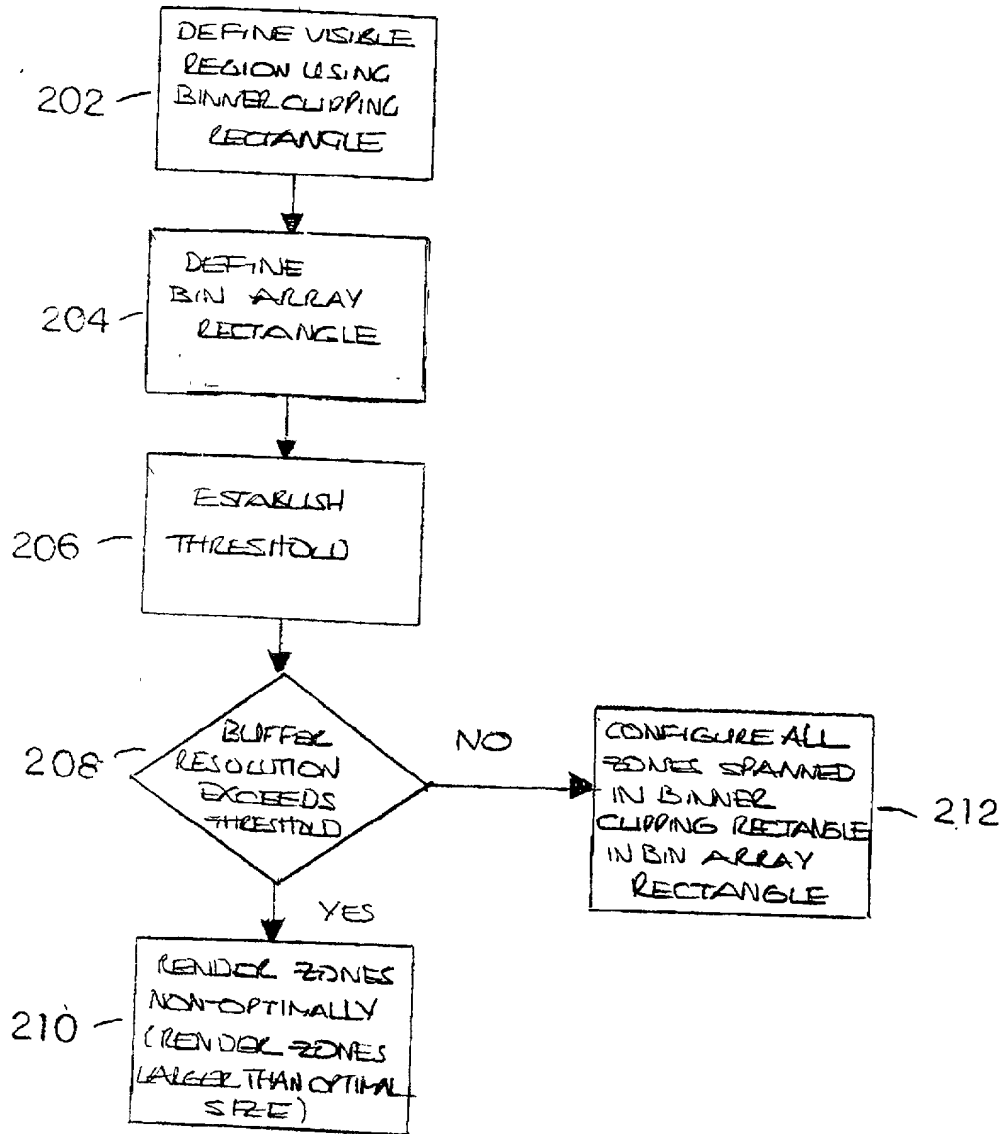 DEFINE VISIBLE
REGION USING
BINNER CLIPPING
RECTANGLE
202
DEFINE
BIN ARRAY
RECTANGLE
204
ESTABLISH
THRESHOLD
206
BUFFER
RESOLUTION
EXCEEDS
THRESHOLD
208
NO
CONFIGURE ALL
ZONES SPANNED
IN BINNER
CLIPPING RECTANGLE
IN BIN ARRAY
RECTANGLE
212
YES
RENDER ZONES
NON-OPTIMALLY
(RENDER ZONES
LARGER THAN OPTIMAL
SIZE)
210